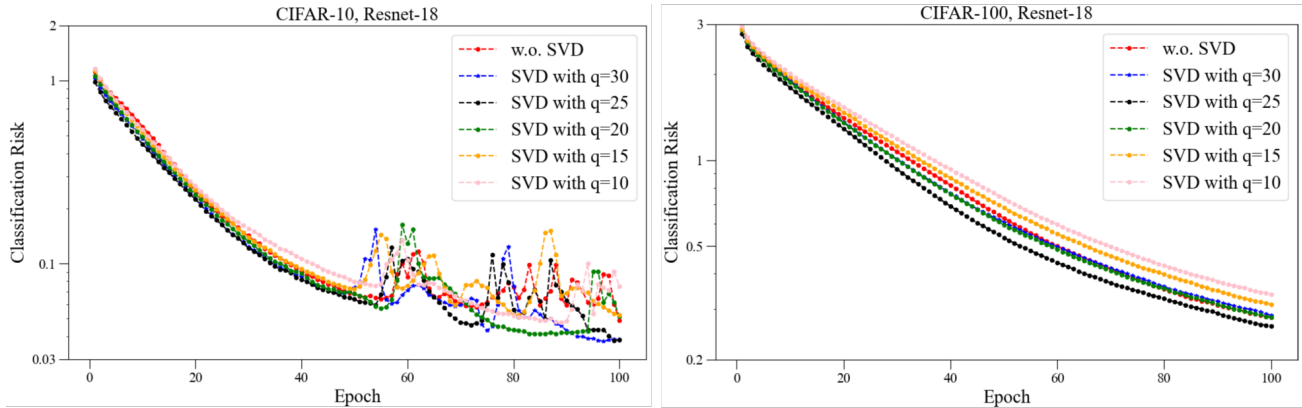 CIFAR-10, Resnet-18
2
1
0.1
0.03
Classification Risk
w.o. SVD
SVD with q=30
SVD with q=25
SVD with q=20
SVD with q=15
SVD with q=10
0 20 40 60 80 100
Epoch
CIFAR-100, Resnet-18
3
1
0.5
0.2
Classification Risk
w.o. SVD
SVD with q=30
SVD with q=25
SVD with q=20
SVD with q=15
SVD with q=10
0 20 40 60 80 100
Epoch